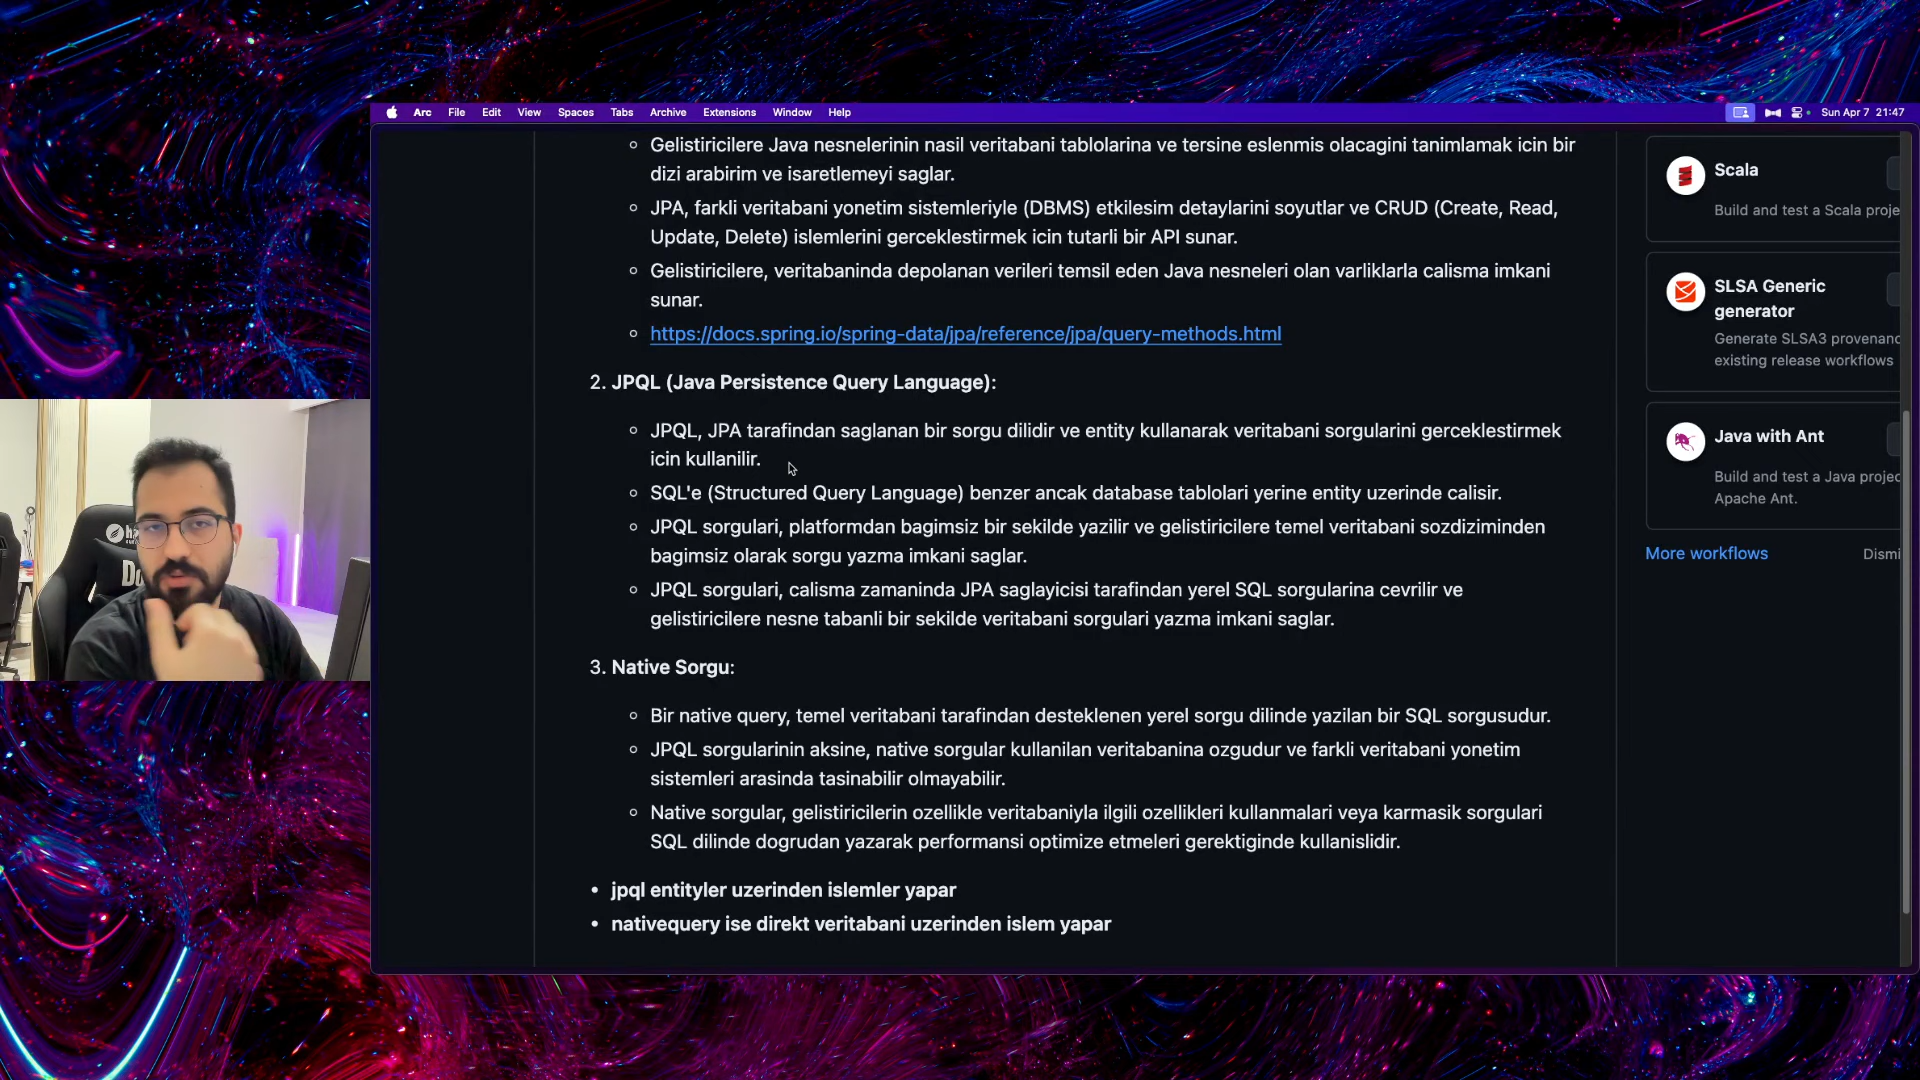 Arc File Edit View Spaces Tabs Archive Extensions Window Help Sun Apr 7 21:47
Gelistiricilere Java nesnelerinin nasil veritabani tablolarina ve tersine eslenmis olacagini tanimlamak icin bir
dizi arabirim ve isaretlemeyi saglar.
JPA, farkli veritabani yonetim sistemleriyle (DBMS) etkilesim detaylarini soyutlar ve CRUD (Create, Read,
Update, Delete) islemlerini gerceklestirmek icin tutarli bir API sunar.
Gelistiricilere, veritabaninda depolanan verileri temsil eden Java nesneleri olan varliklarla calisma imkani
sunar.
https://docs.spring.io/spring-data/jpa/reference/jpa/query-methods.html
2. JPQL (Java Persistence Query Language):
JPQL, JPA tarafindan saglanan bir sorgu dilidir ve entity kullanarak veritabani sorgularini gerceklestirmek
icin kullanilir.
SQL'e (Structured Query Language) benzer ancak database tablolari yerine entity uzerinde calisir.
JPQL sorgulari, platformdan bagimsiz bir sekilde yazilir ve gelistiricilere temel veritabani sozdiziminden
bagimsiz olarak sorgu yazma imkani saglar.
JPQL sorgulari, calisma zamaninda JPA saglayicisi tarafindan yerel SQL sorgularina cevrilir ve
gelistiricilere nesne tabanli bir sekilde veritabani sorgulari yazma imkani saglar.
3. Native Sorgu:
Bir native query, temel veritabani tarafindan desteklenen yerel sorgu dilinde yazilan bir SQL sorgusudur.
JPQL sorgularinin aksine, native sorgular kullanilan veritabanina ozgudur ve farkli veritabani yonetim
sistemleri arasinda tasinabilir olmayabilir.
Native sorgular, gelistiricilerin ozellikle veritabaniyla ilgili ozellikleri kullanmalari veya karmasik sorgulari
SQL dilinde dogrudan yazarak performansi optimize etmeleri gerektiginde kullanislidir.
jpql entityler uzerinden islemler yapar
nativequery ise direkt veritabani uzerinden islem yapar
Scala
Build and test a Scala proje
SLSA Generic
generator
Generate SLSA3 provenanc
existing release workflows
Java with Ant
Build and test a Java projec
Apache Ant.
More workflows Dismi